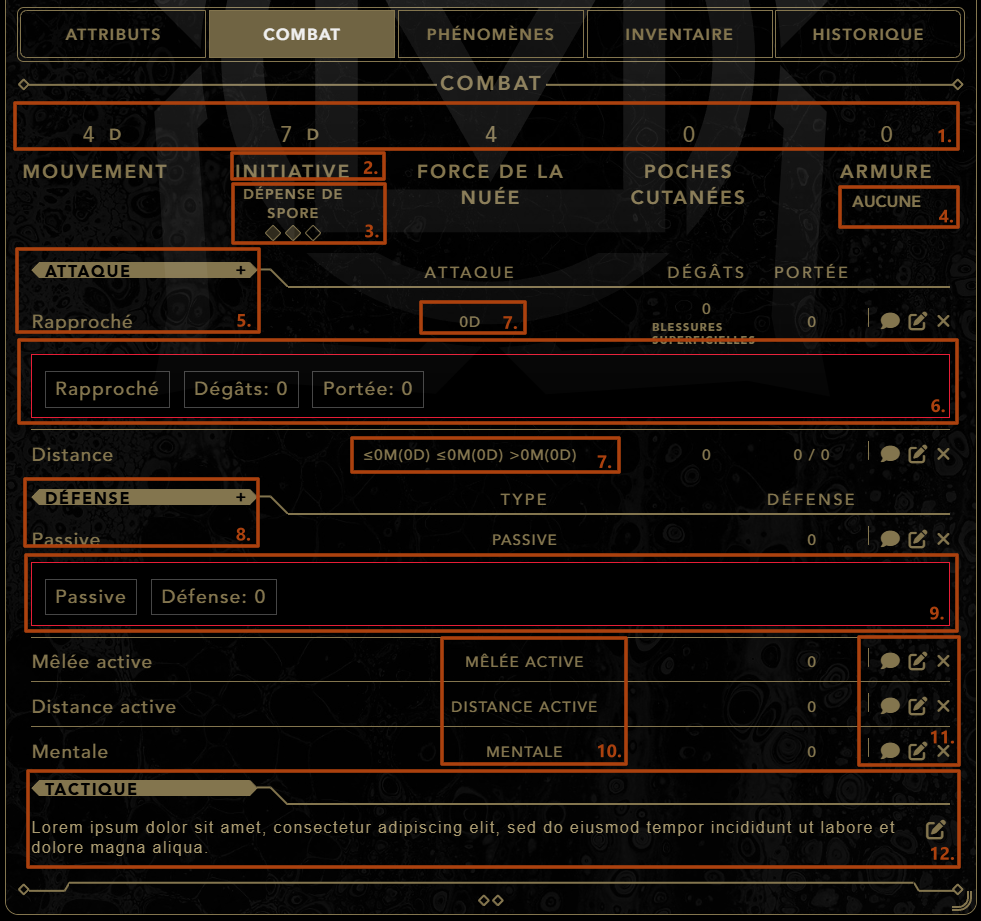 ATTRIBUTS COMBAT PHÉNOMÈNES INVENTAIRE HISTORIQUE
COMBAT
4 D 7 D 4 0 0 1.
MOUVEMENT INITIATIVE 2. FORCE DE LA NUÉE POCHES CUTANÉES ARMURE
DÉPENSE DE
SPORE
3.
AUCUNE
4.
ATTAQUE + ATTAQUE DÉGÂTS PORTÉE
Rapproché 5. 0D 7. 0 BLESSURES SUPERFICIELLES 0
Rapproché Dégâts: 0 Portée: 0
6.
Distance ≤0M(0D) ≤0M(0D) >0M(0D) 7. 0 0 / 0
DÉFENSE + TYPE DÉFENSE
Passive 8. PASSIVE 0
Passive Défense: 0
9.
Mêlée active MÊLÉE ACTIVE 0
Distance active DISTANCE ACTIVE 0
Mentale MENTALE 10. 0 11.
TACTIQUE
Lorem ipsum dolor sit amet, consectetur adipiscing elit, sed do eiusmod tempor incididunt ut labore et
dolore magna aliqua.
12.